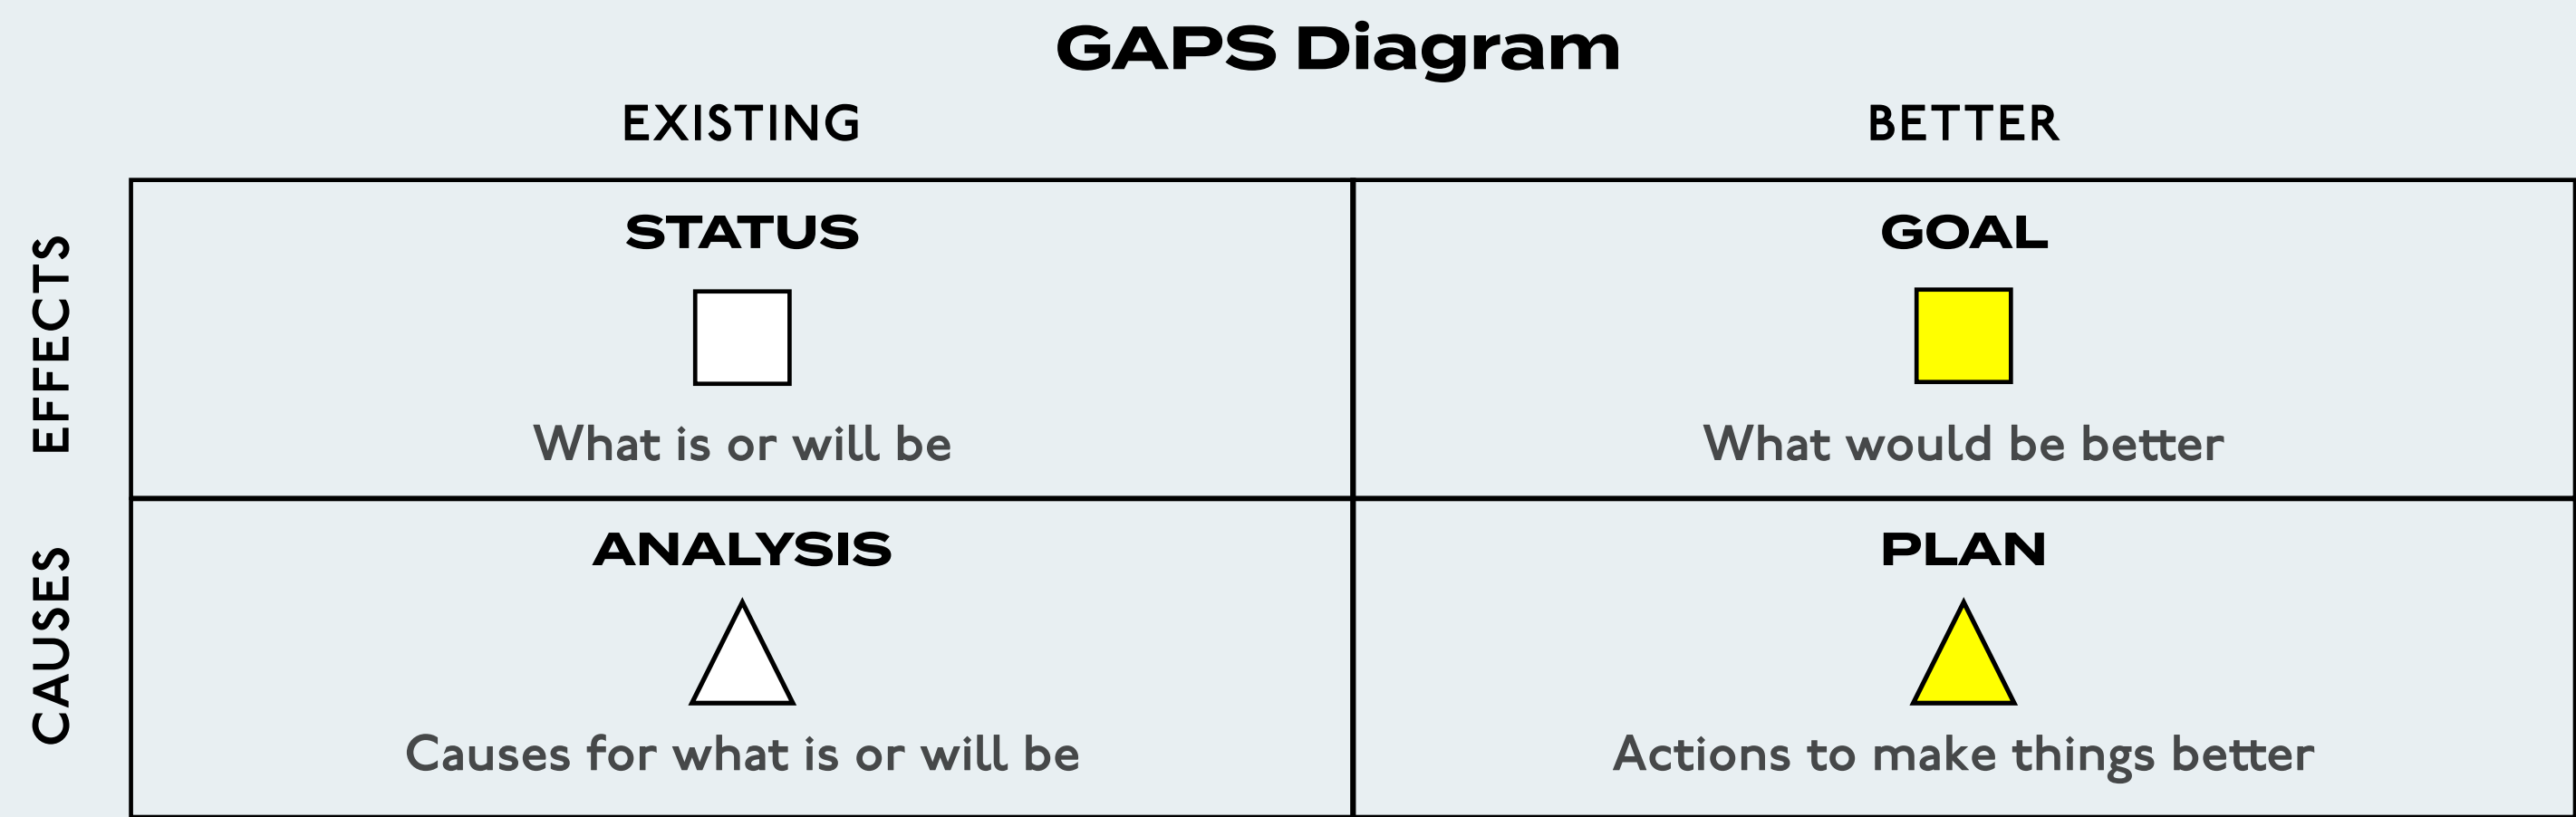 GAPS Diagram
EXISTING
BETTER
EFFECTS
STATUS
What is or will be
GOAL
What would be better
CAUSES
ANALYSIS
Causes for what is or will be
PLAN
Actions to make things better